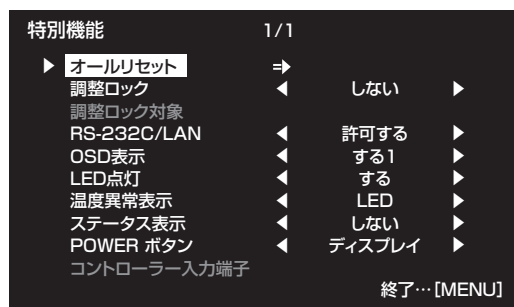 特別機能 1/1
オールリセット
調整ロック しない
調整ロック対象
RS-232C/LAN 許可する
OSD表示 する1
LED点灯 する
温度異常表示 LED
ステータス表示 しない
POWER ボタン ディスプレイ
コントローラー入力端子
終了…[MENU]